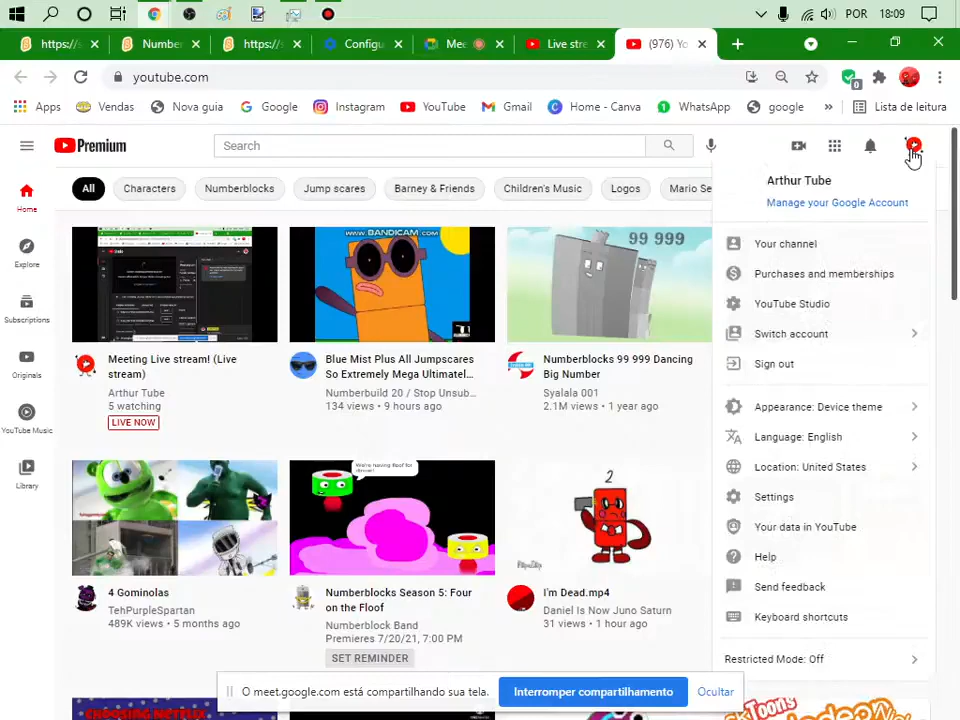 POR 18:09
https://s
Number
https://s
Configu
Mee
Live stre
(976) Yo
youtube.com
Apps
Vendas
Nova guia
Google
Instagram
YouTube
Gmail
Home - Canva
WhatsApp
google
»
Lista de leitura
Premium
Search
All
Characters
Numberblocks
Jump scares
Barney & Friends
Children's Music
Logos
Mario Se
Home
Explore
Subscriptions
Originals
YouTube Music
Library
WWW.BANDICAM.COM
99 999
Meeting Live stream! (Live
stream)
Arthur Tube
5 watching
LIVE NOW
Blue Mist Plus All Jumpscares
So Extremely Mega Ultimatel...
Numberbuild 20 / Stop Unsub...
134 views • 9 hours ago
Numberblocks 99 999 Dancing
Big Number
Syalala 001
2.1M views • 1 year ago
2
4 Gominolas
TehPurpleSpartan
489K views • 5 months ago
Numberblocks Season 5: Four
on the Floof
Numberblock Band
Premieres 7/20/21, 7:00 PM
SET REMINDER
I'm Dead.mp4
Daniel Is Now Juno Saturn
31 views • 1 hour ago
Arthur Tube
Manage your Google Account
Your channel
Purchases and memberships
YouTube Studio
Switch account
Sign out
Appearance: Device theme
Language: English
Location: United States
Settings
Your data in YouTube
Help
Send feedback
Keyboard shortcuts
Restricted Mode: Off
O meet.google.com está compartilhando sua tela.
Interromper compartilhamento
Ocultar
CHOOSING NETFLIX